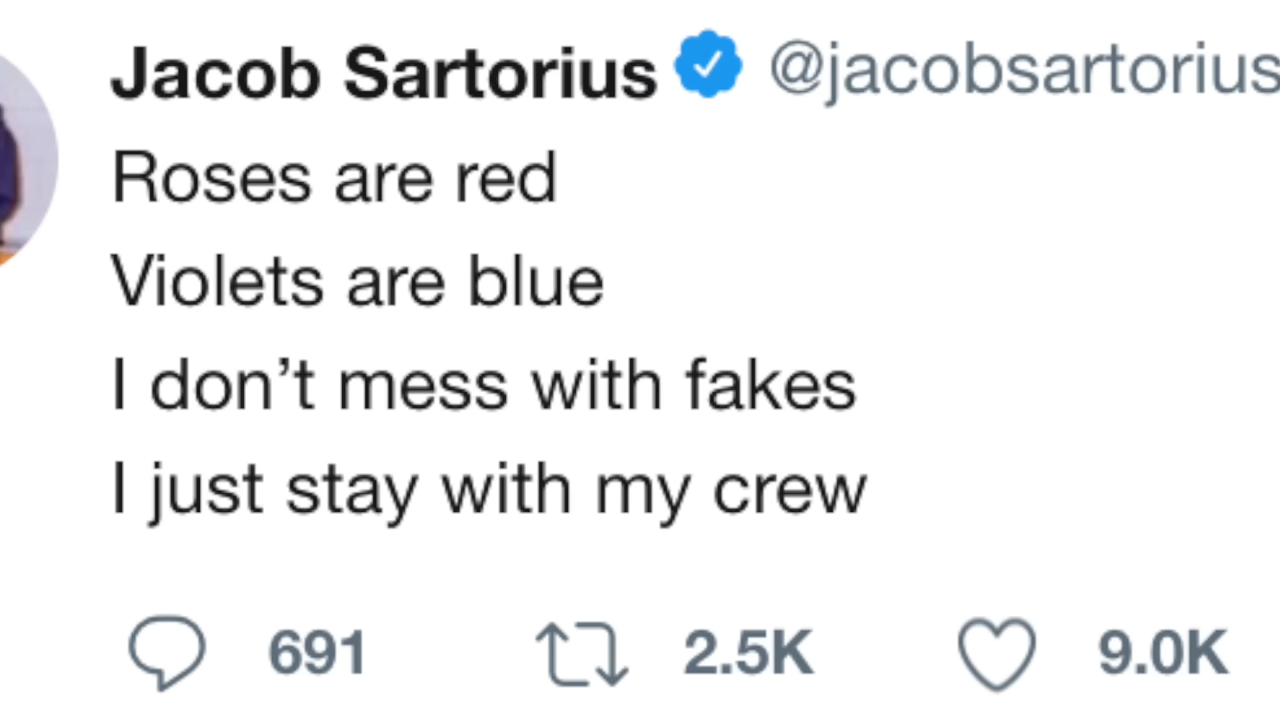 Jacob Sartorius @jacobsartorius
Roses are red
Violets are blue
I don’t mess with fakes
I just stay with my crew
691 2.5K 9.0K